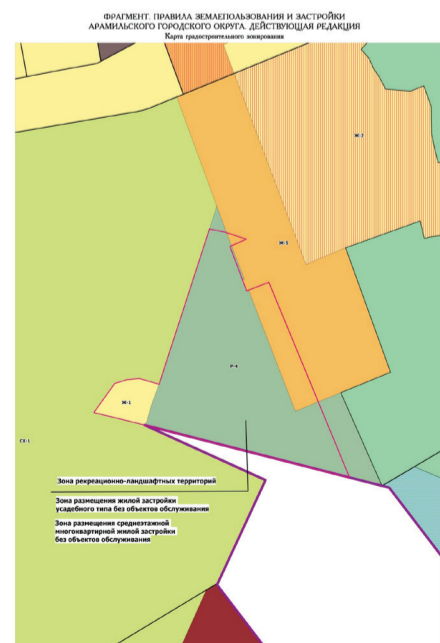 ФРАГМЕНТ. ПРАВИЛА ЗЕМЛЕПОЛЬЗОВАНИЯ И ЗАСТРОЙКИ
АРАМИЛЬСКОГО ГОРОДСКОГО ОКРУГА. ДЕЙСТВУЮЩАЯ РЕДАКЦИЯ
Карта градостроительного зонирования
Ж-2
Ж-3
Р-4
Ж-1
СХ-1
Зона рекреационно-ландшафтных территорий
Зона размещения жилой застройки
усадебного типа без объектов обслуживания
Зона размещения среднеэтажной
многоквартирной жилой застройки
без объектов обслуживания